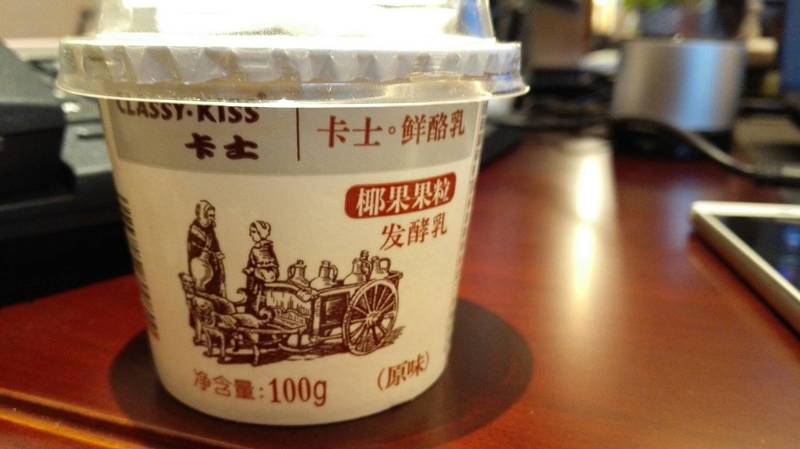 CLASSY·KISS®
卡士
卡士®鲜酪乳
椰果果粒
发酵乳
净含量:100g
(原味)